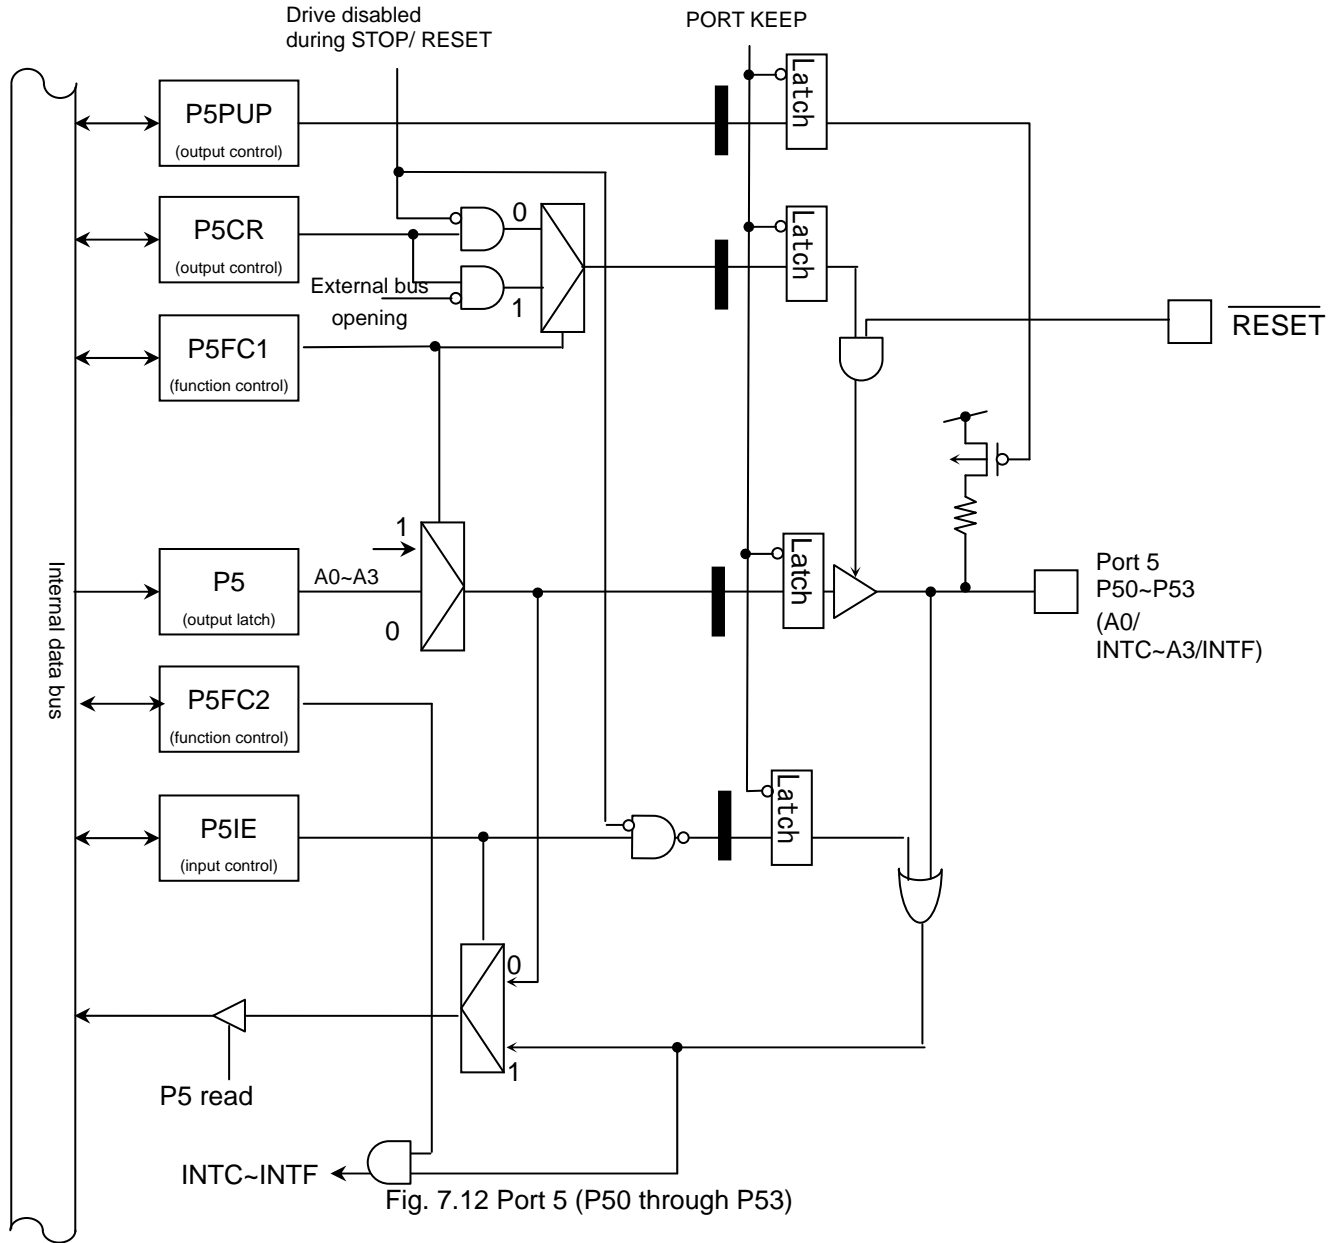 Drive disabled
during STOP/ RESET
PORT KEEP
P5PUP
(output control)
Latch
P5CR
(output control)
0
External bus
opening
1
Latch
RESET
P5FC1
(function control)
1
A0~A3
P5
(output latch)
0
Latch
Port 5
P50~P53
(A0/
INTC~A3/INTF)
Internal data bus
P5FC2
(function control)
P5IE
(input control)
Latch
0
1
P5 read
INTC~INTF
Fig. 7.12 Port 5 (P50 through P53)